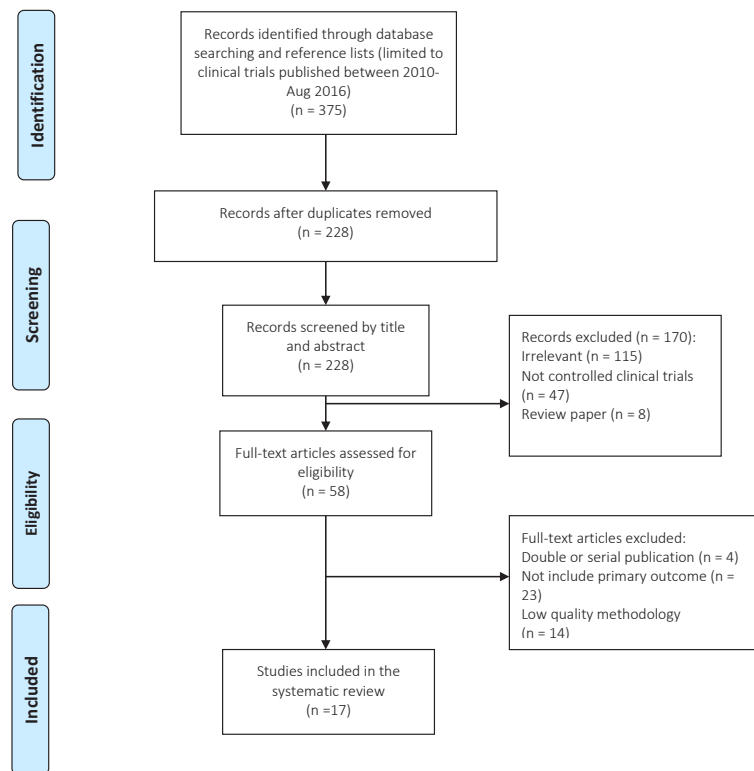 Identification
Records identified through database
searching and reference lists (limited to
clinical trials published between 2010-
Aug 2016)
(n = 375)
Records after duplicates removed
(n = 228)
Screening
Records screened by title
and abstract
(n = 228)
Records excluded (n = 170):
Irrelevant (n = 115)
Not controlled clinical trials
(n = 47)
Review paper (n = 8)
Eligibility
Full-text articles assessed for
eligibility
(n = 58)
Full-text articles excluded:
Double or serial publication (n = 4)
Not include primary outcome (n =
23)
Low quality methodology
(n = 14)
Included
Studies included in the
systematic review
(n =17)